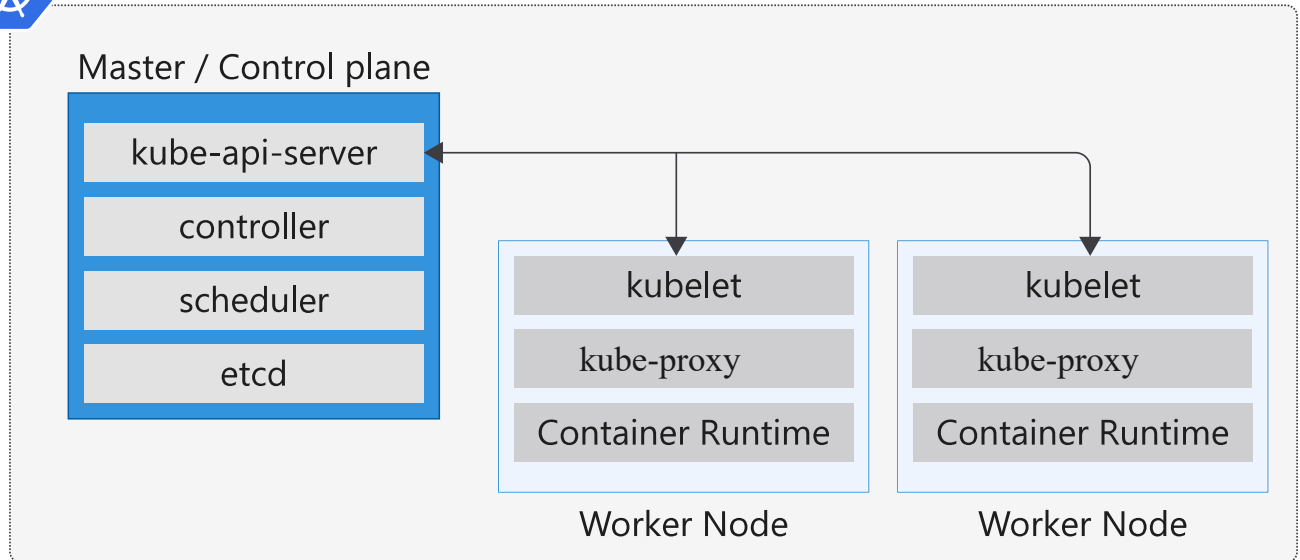 Master / Control plane
kube-api-server
controller
scheduler
etcd
kubelet
kube-proxy
Container Runtime
Worker Node
kubelet
kube-proxy
Container Runtime
Worker Node